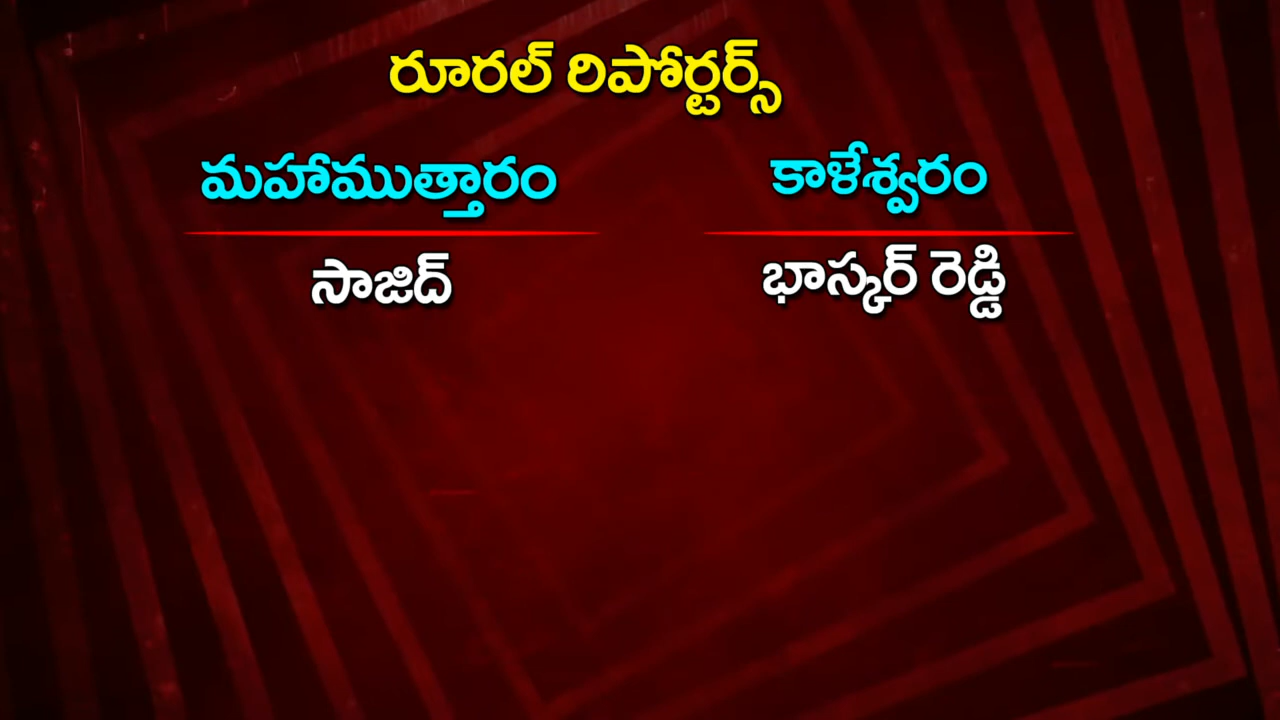 రూరల్ రిపోర్టర్స్
మహాముత్తారం
సాజిద్
కాళేశ్వరం
భాస్కర్ రెడ్డి